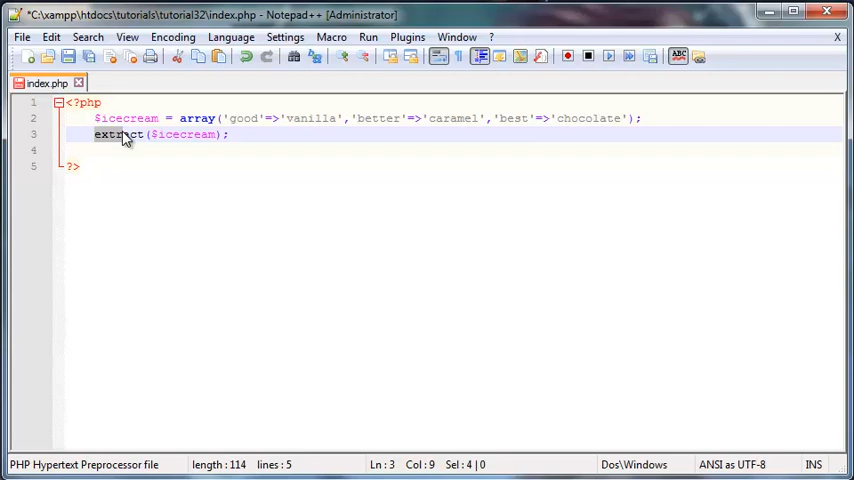 *C:\xampp\htdocs\tutorials\tutorial32\index.php - Notepad++ [Administrator]
File Edit Search View Encoding Language Settings Macro Run Plugins Window ? X
ABC
index.php
1 <?php
2 $icecream = array('good'=>'vanilla','better'=>'caramel','best'=>'chocolate');
3 extract($icecream);
4
5 ?>
PHP Hypertext Preprocessor file length : 114 lines : 5 Ln : 3 Col : 9 Sel : 4 | 0 Dos\Windows ANSI as UTF-8 INS